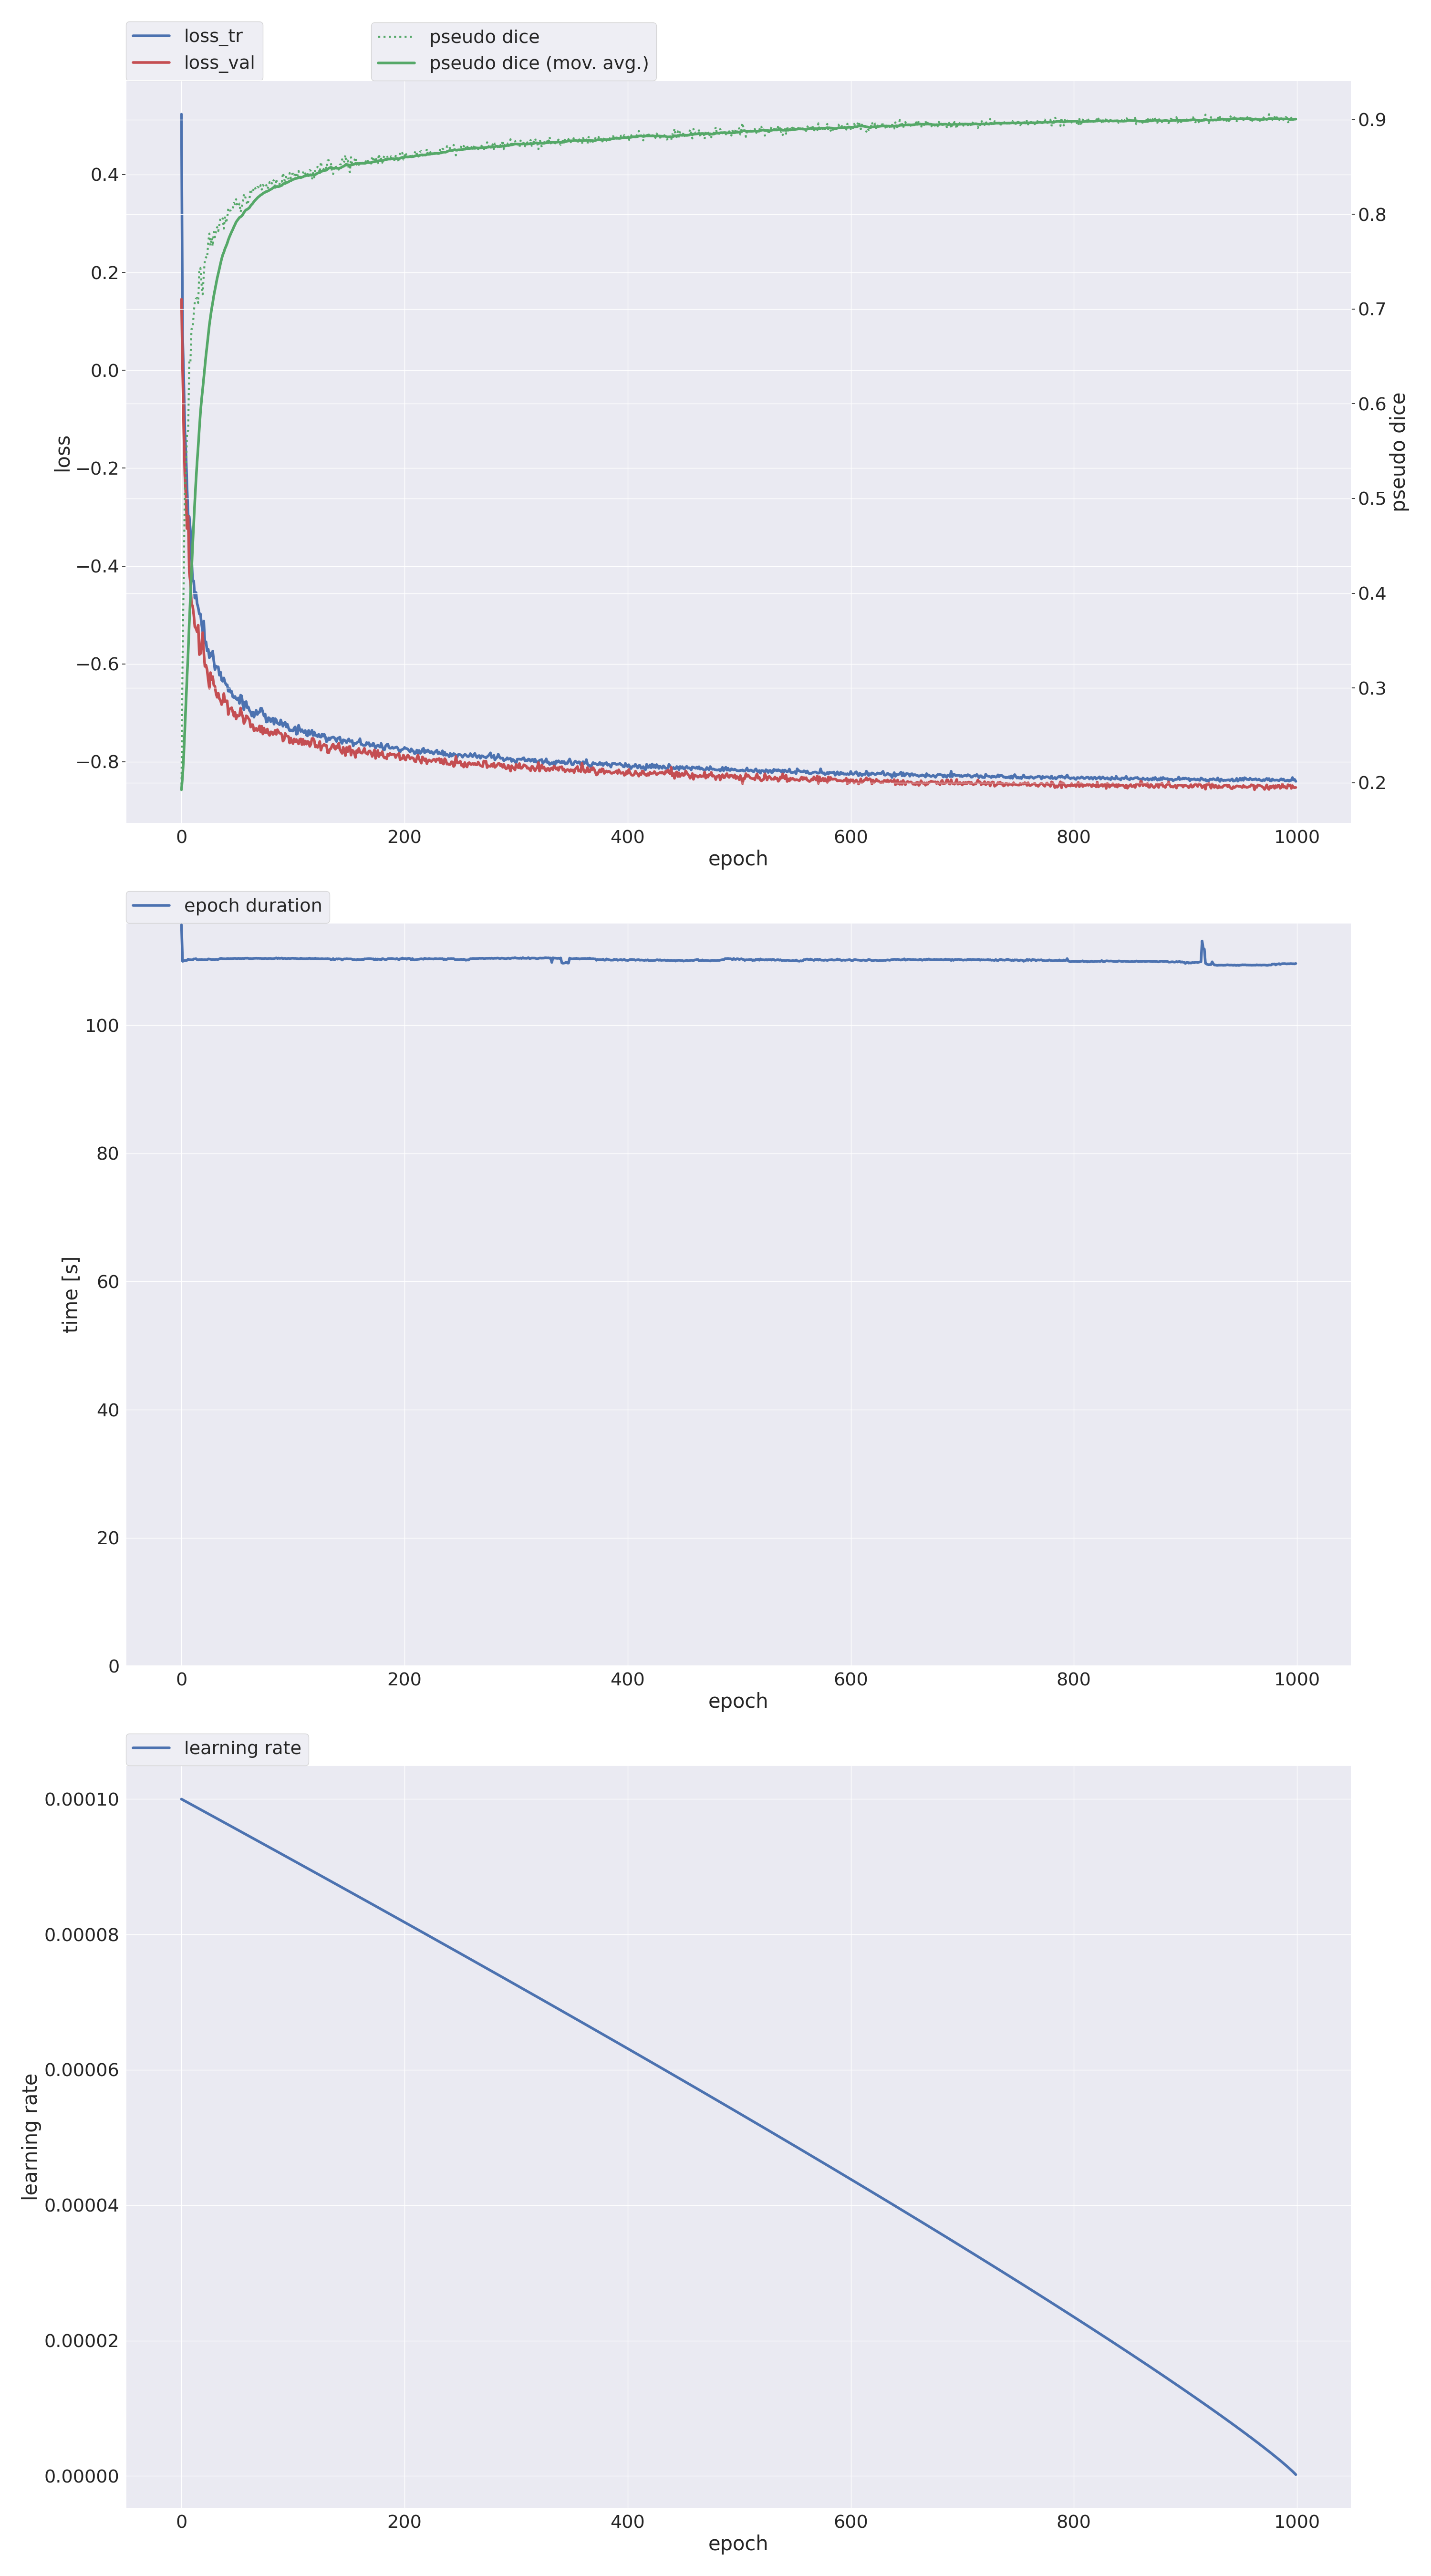 loss_tr
loss_val
pseudo dice
pseudo dice (mov. avg.)
0.4
0.2
0.0
−0.2
−0.4
−0.6
−0.8
loss
0.9
0.8
0.7
0.6
0.5
0.4
0.3
0.2
pseudo dice
0 200 400 600 800 1000
epoch
epoch duration
100
80
60
40
20
0
time [s]
0 200 400 600 800 1000
epoch
learning rate
0.00010
0.00008
0.00006
0.00004
0.00002
0.00000
learning rate
0 200 400 600 800 1000
epoch